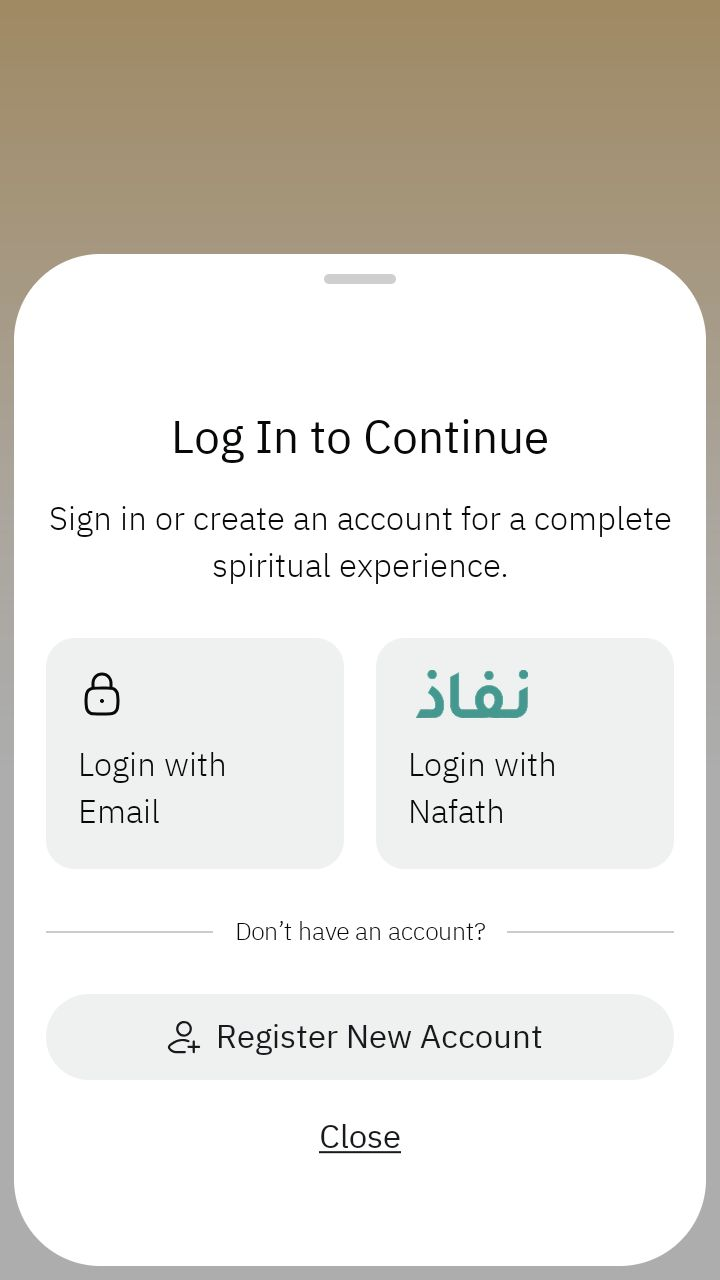 Log In to Continue
Sign in or create an account for a complete
spiritual experience.
نفاذ
Login with
Email
Login with
Nafath
Don’t have an account?
Register New Account
Close